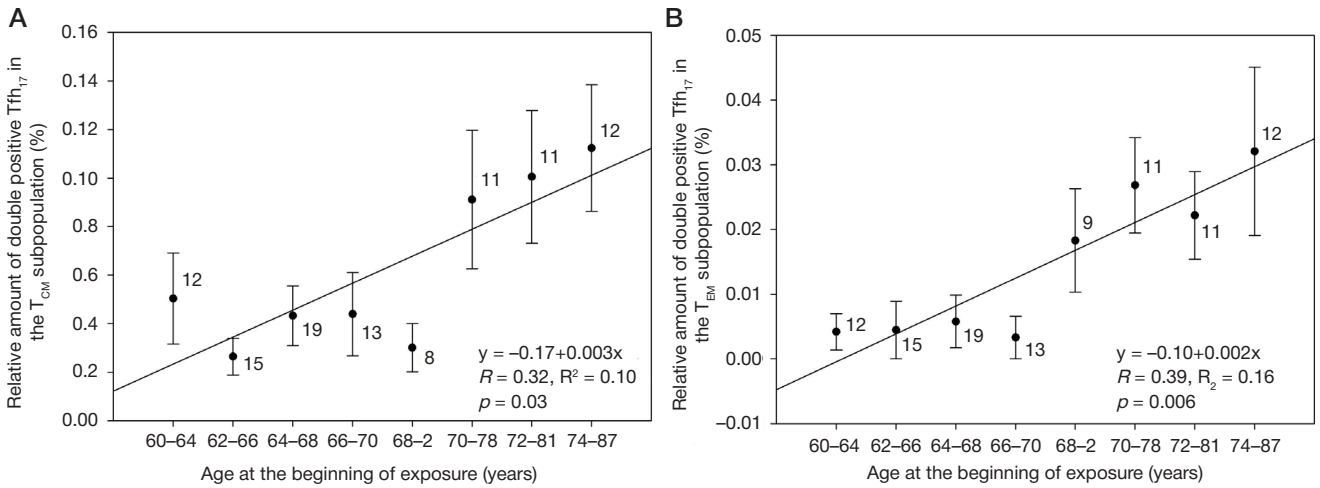 A
Relative amount of double positive Tfh17 in
the TCM subpopulation (%)
0.16
0.14
0.12
0.10
0.8
0.6
0.4
0.2
0.00
12
15
19
13
8
11
11
12
y = –0.17+0.003x
R = 0.32, R² = 0.10
p = 0.03
60–64 62–66 64–68 66–70 68–2 70–78 72–81 74–87
Age at the beginning of exposure (years)
B
Relative amount of double positive Tfh17 in
the TEM subpopulation (%)
0.05
0.04
0.03
0.02
0.01
0.00
–0.01
12
15
19
13
9
11
11
12
y = –0.10+0.002x
R = 0.39, R2 = 0.16
p = 0.006
60–64 62–66 64–68 66–70 68–2 70–78 72–81 74–87
Age at the beginning of exposure (years)